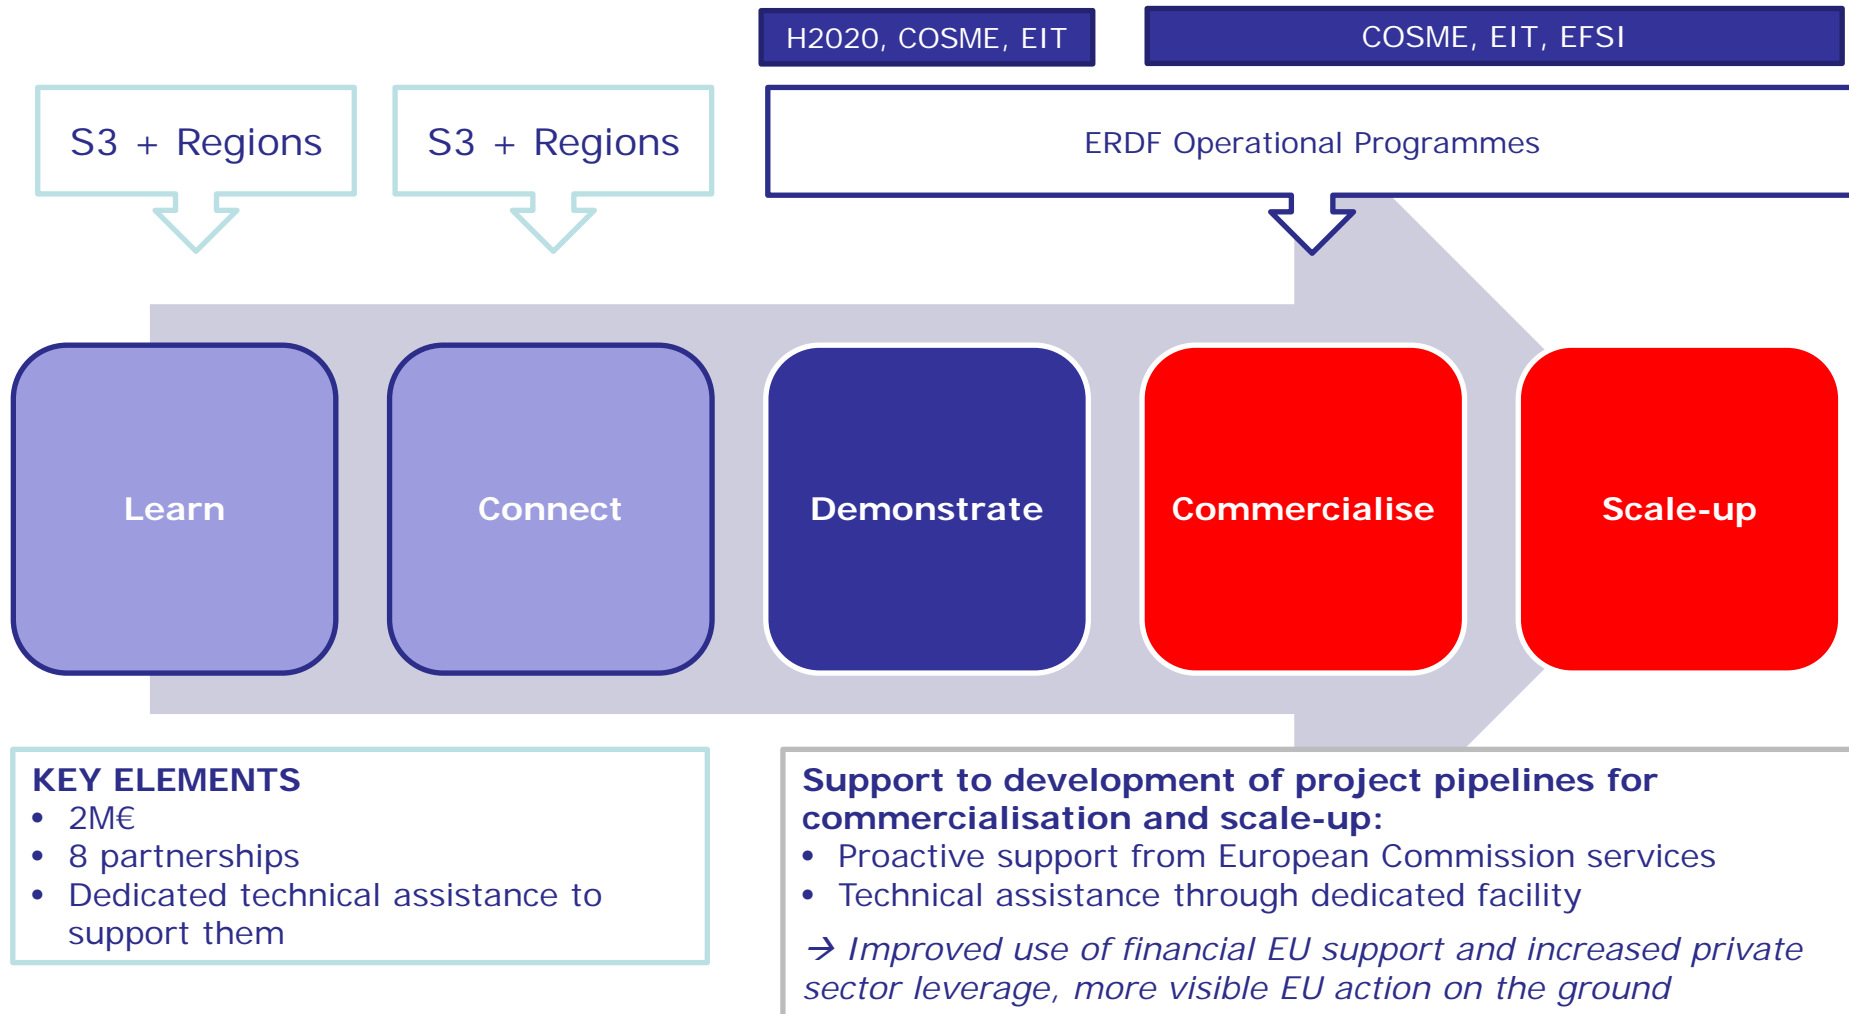 H2020, COSME, EIT
COSME, EIT, EFSI
S3 + Regions
S3 + Regions
ERDF Operational Programmes
Learn
Connect
Demonstrate
Commercialise
Scale-up
KEY ELEMENTS
• 2M€
• 8 partnerships
• Dedicated technical assistance to
support them
Support to development of project pipelines for
commercialisation and scale-up:
• Proactive support from European Commission services
• Technical assistance through dedicated facility
→ Improved use of financial EU support and increased private
sector leverage, more visible EU action on the ground